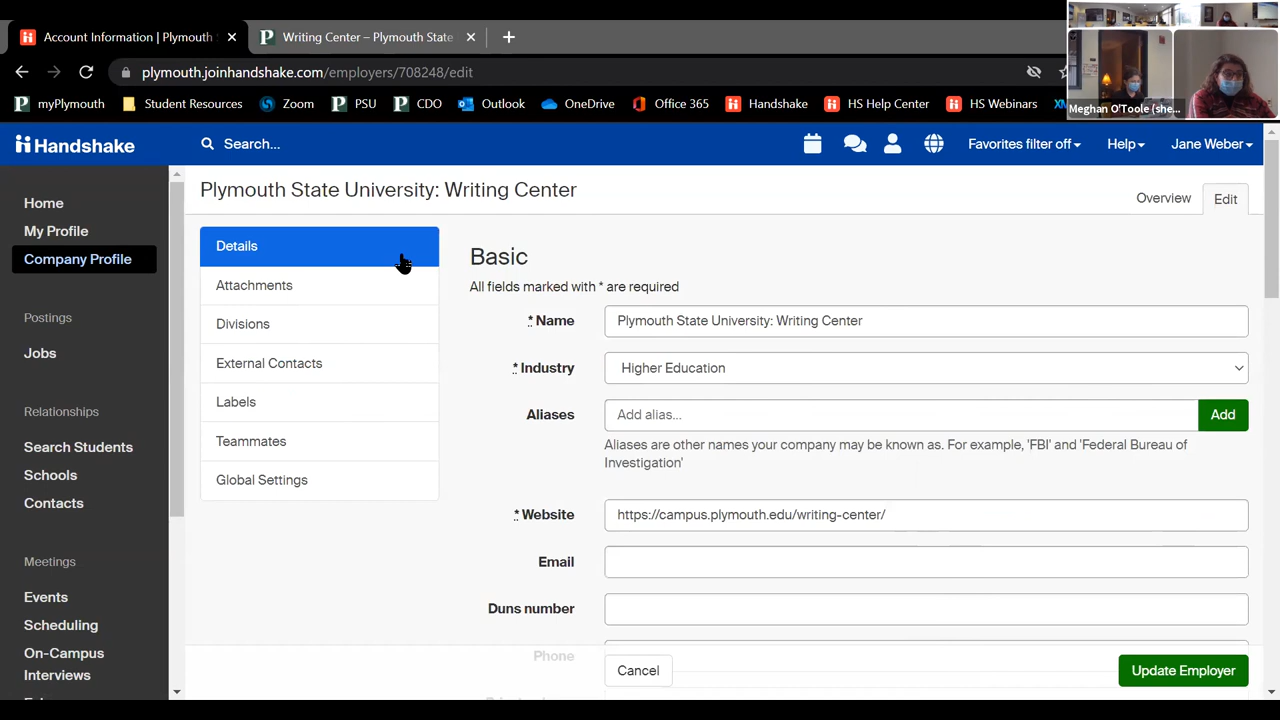 Account Information | Plymouth
Writing Center – Plymouth State
plymouth.joinhandshake.com/employers/708248/edit
myPlymouth
Student Resources
Zoom
PSU
CDO
Outlook
OneDrive
Office 365
Handshake
HS Help Center
HS Webinars
Meghan O'Toole (she...
Handshake
Search...
Favorites filter off
Help
Jane Weber
Home
My Profile
Company Profile
Postings
Jobs
Relationships
Search Students
Schools
Contacts
Meetings
Events
Scheduling
On-Campus
Interviews
Plymouth State University: Writing Center
Overview
Edit
Details
Attachments
Divisions
External Contacts
Labels
Teammates
Global Settings
Basic
All fields marked with * are required
* Name
Plymouth State University: Writing Center
* Industry
Higher Education
Aliases
Add alias...
Add
Aliases are other names your company may be known as. For example, 'FBI' and 'Federal Bureau of
Investigation'
* Website
https://campus.plymouth.edu/writing-center/
Email
Duns number
Phone
Cancel
Update Employer